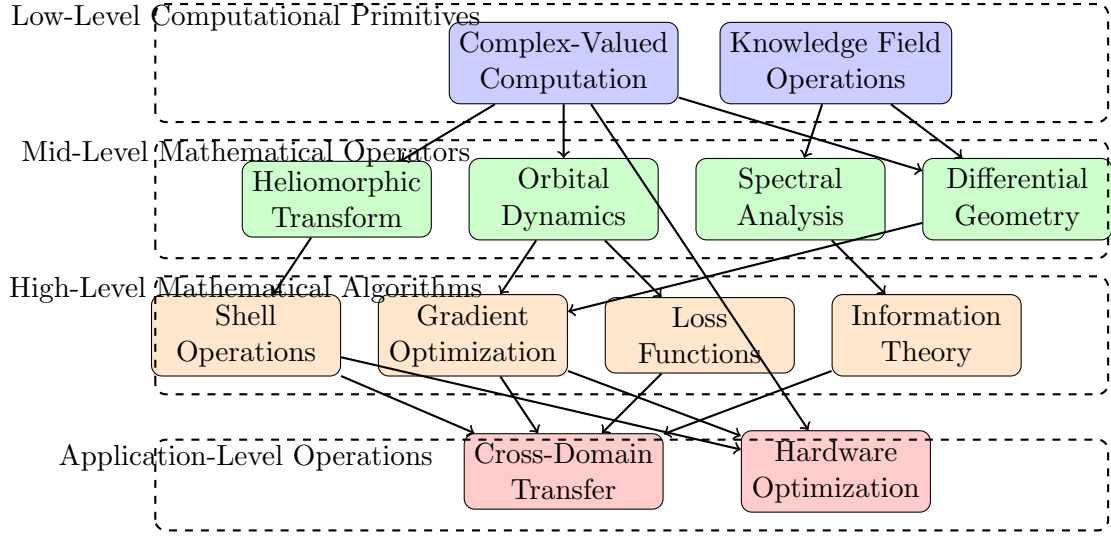 Low-Level Computational Primitives
Complex-Valued
Computation
Knowledge Field
Operations
Mid-Level Mathematical Operators
Heliomorphic
Transform
Orbital
Dynamics
Spectral
Analysis
Differential
Geometry
High-Level Mathematical Algorithms
Shell
Operations
Gradient
Optimization
Loss
Functions
Information
Theory
Application-Level Operations
Cross-Domain
Transfer
Hardware
Optimization